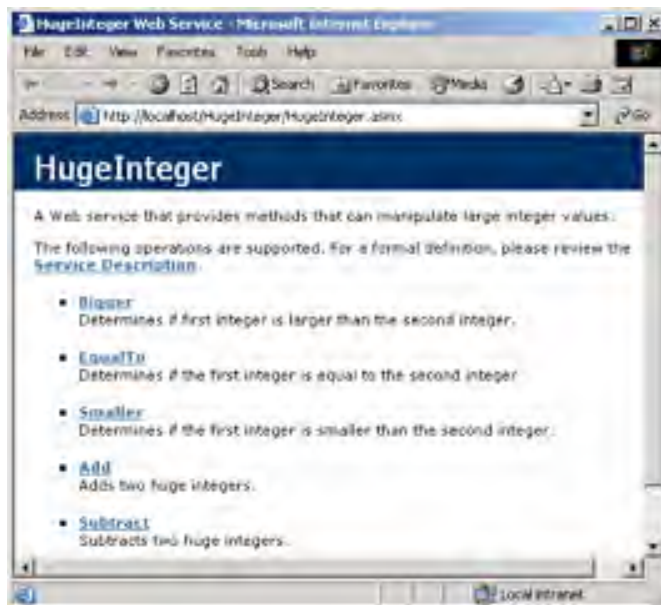 HugeInteger Web Service - Microsoft Internet Explorer
File Edit View Favorites Tools Help
Search Favorites Media
Address http://localhost/HugeInteger/HugeInteger.asmx Go
HugeInteger
A Web service that provides methods that can manipulate large integer values.
The following operations are supported. For a formal definition, please review the
Service Description.
Bigger
Determines if first integer is larger than the second integer.
EqualTo
Determines if the first integer is equal to the second integer
Smaller
Determines if the first integer is smaller than the second integer.
Add
Adds two huge integers.
Subtract
Subtracts two huge integers.
Local intranet